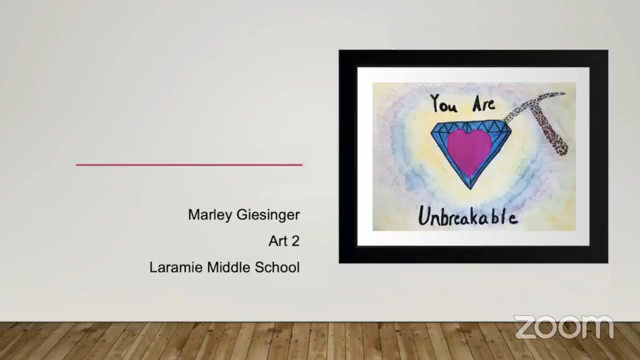 Marley Giesinger
Art 2
Laramie Middle School
You Are
Unbreakable
zoom